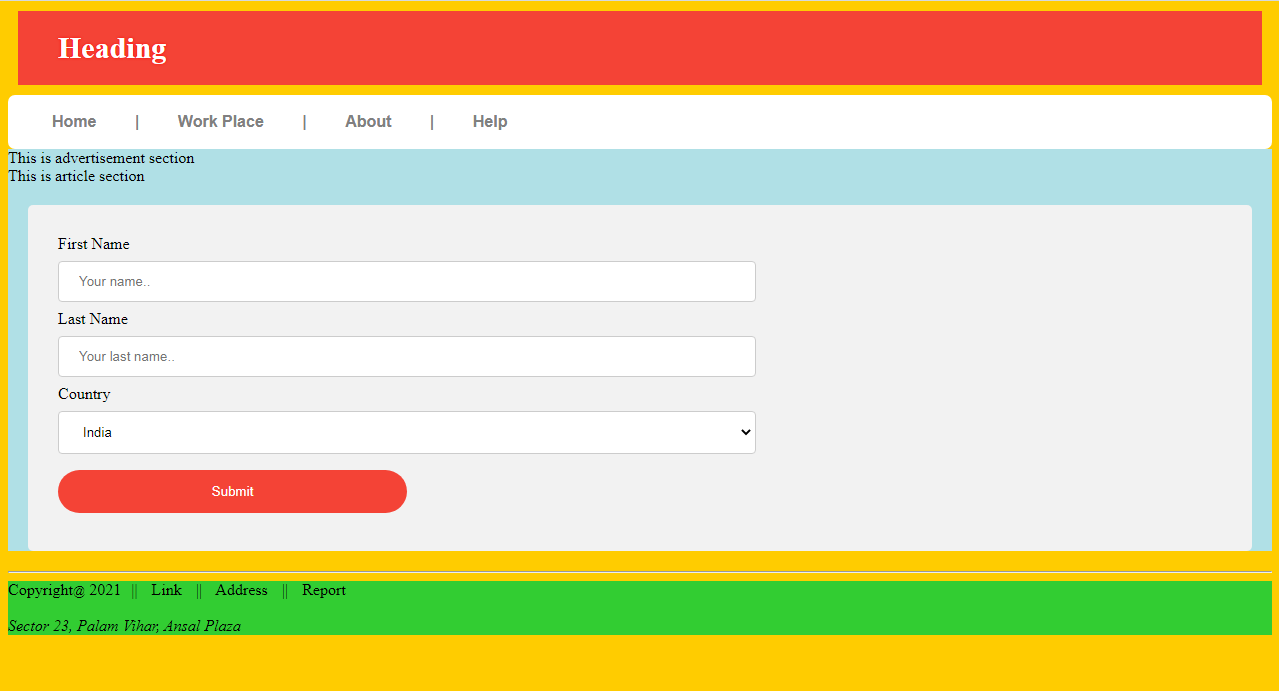 Heading
Home | Work Place | About | Help
This is advertisement section
This is article section
First Name
Your name..
Last Name
Your last name..
Country
India
Submit
Copyright@ 2021 || Link || Address || Report
Sector 23, Palam Vihar, Ansal Plaza